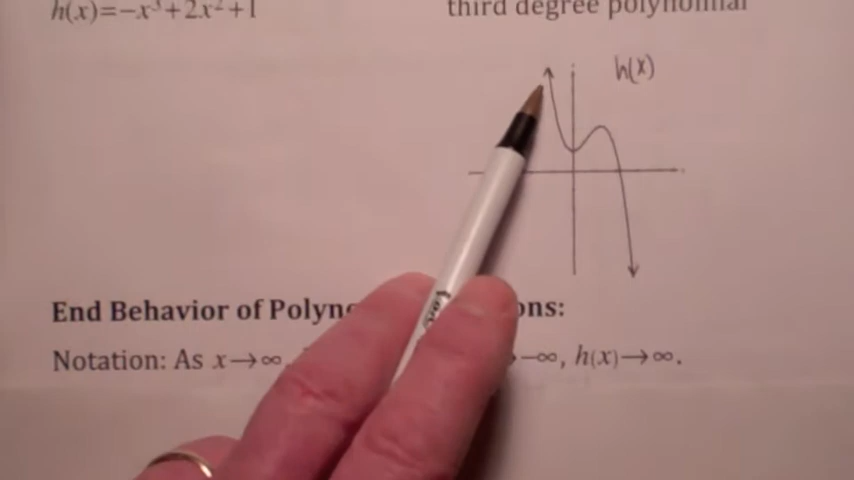 h(x)=−x³+2x²+1
third degree polynomial
h(x)
End Behavior of Polyno ons:
Notation: As x→∞ −∞, h(x)→∞.